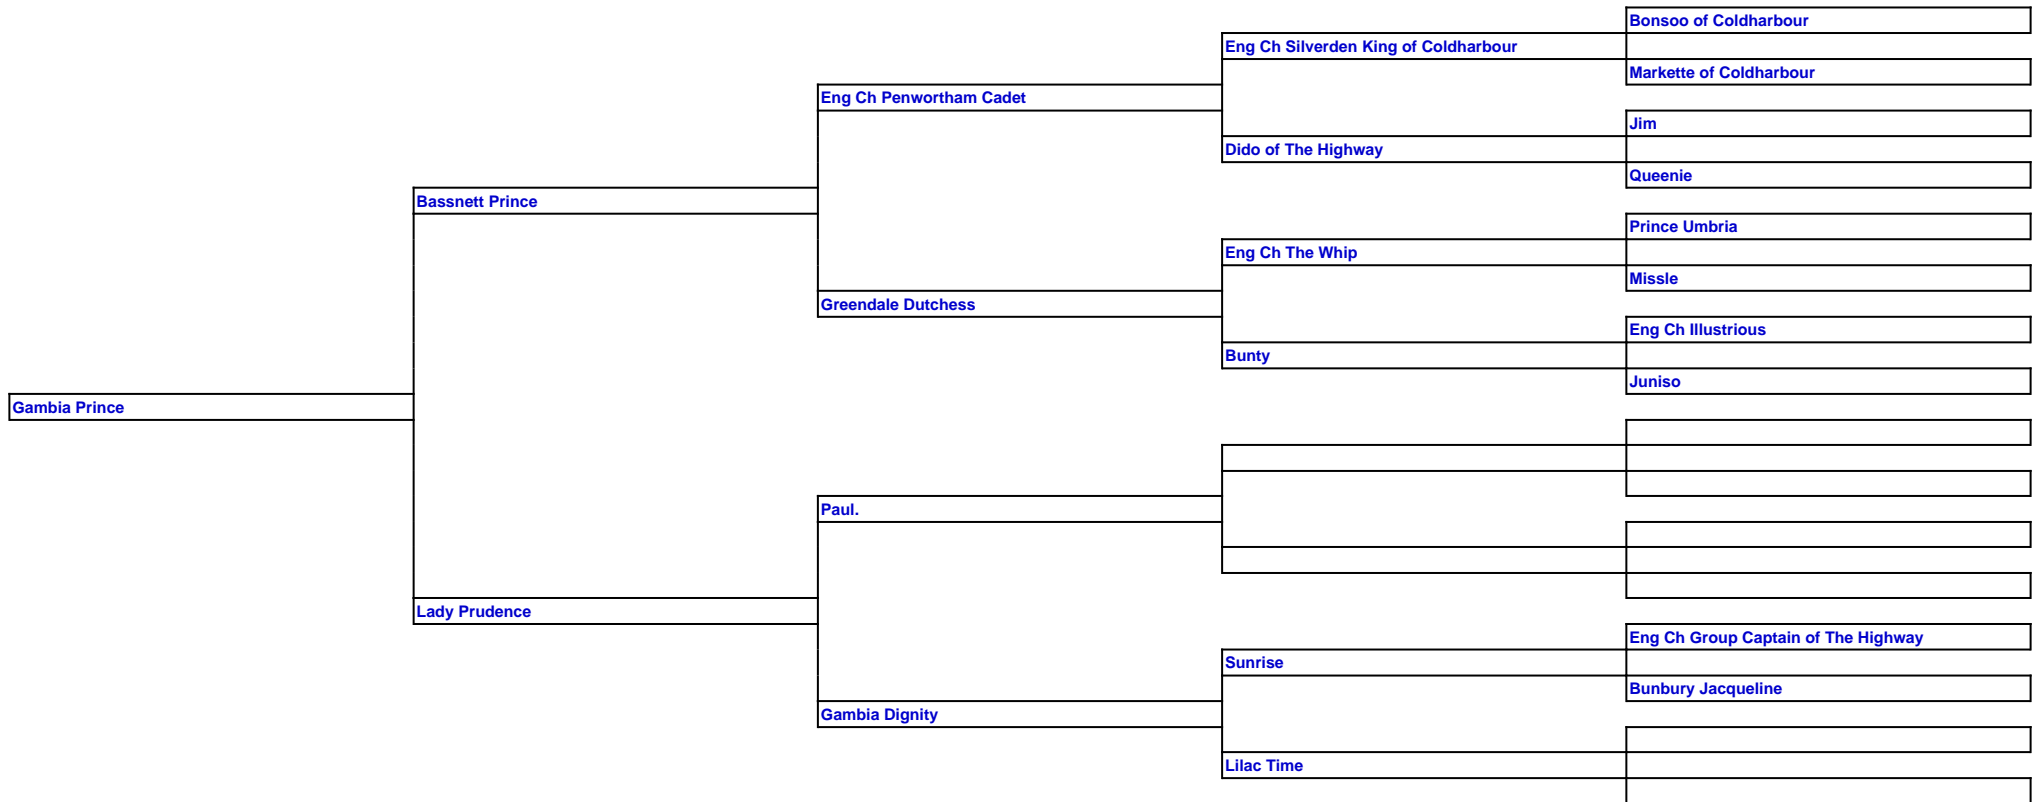 Bonsoo of Coldharbour
Eng Ch Silverden King of Coldharbour
Markette of Coldharbour
Eng Ch Penwortham Cadet
Jim
Dido of The Highway
Queenie
Bassnett Prince
Prince Umbria
Eng Ch The Whip
Missle
Greendale Dutchess
Eng Ch Illustrious
Bunty
Juniso
Gambia Prince
Paul.
Lady Prudence
Eng Ch Group Captain of The Highway
Sunrise
Bunbury Jacqueline
Gambia Dignity
Lilac Time